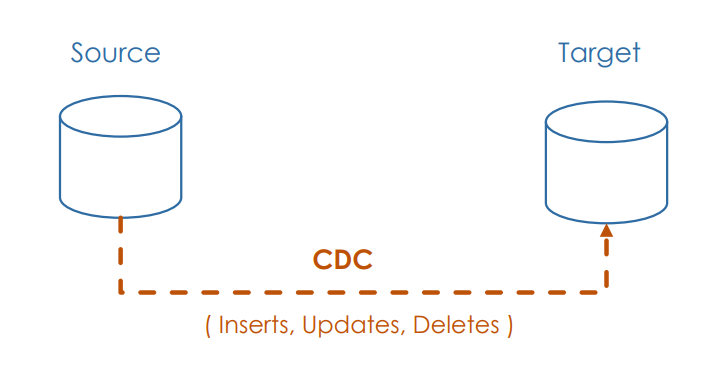 Source
Target
CDC
( Inserts, Updates, Deletes )